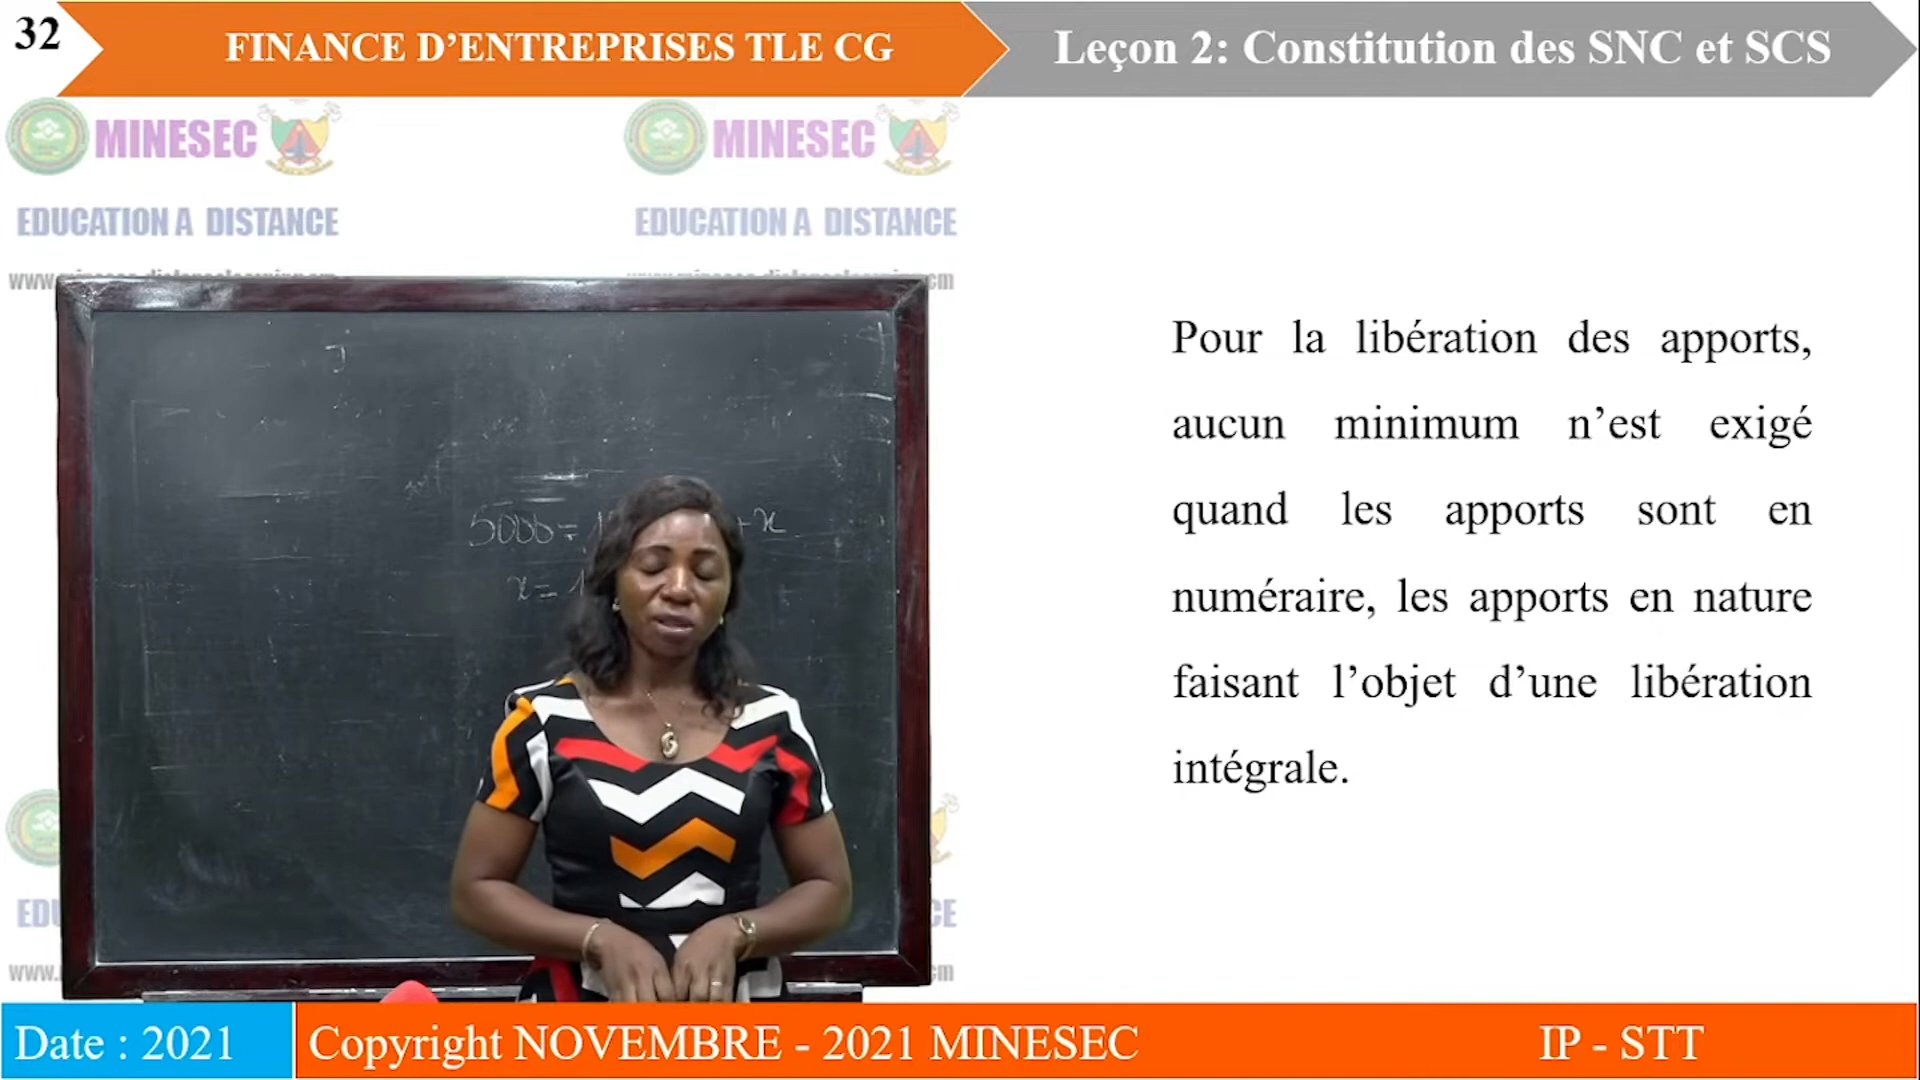 32
FINANCE D’ENTREPRISES TLE CG
Leçon 2: Constitution des SNC et SCS
MINESEC
MINESEC
EDUCATION A DISTANCE
EDUCATION A DISTANCE
Pour la libération des apports,
aucun minimum n’est exigé
quand les apports sont en
numéraire, les apports en nature
faisant l’objet d’une libération
intégrale.
+x
x=
Date : 2021
Copyright NOVEMBRE - 2021 MINESEC
IP - STT